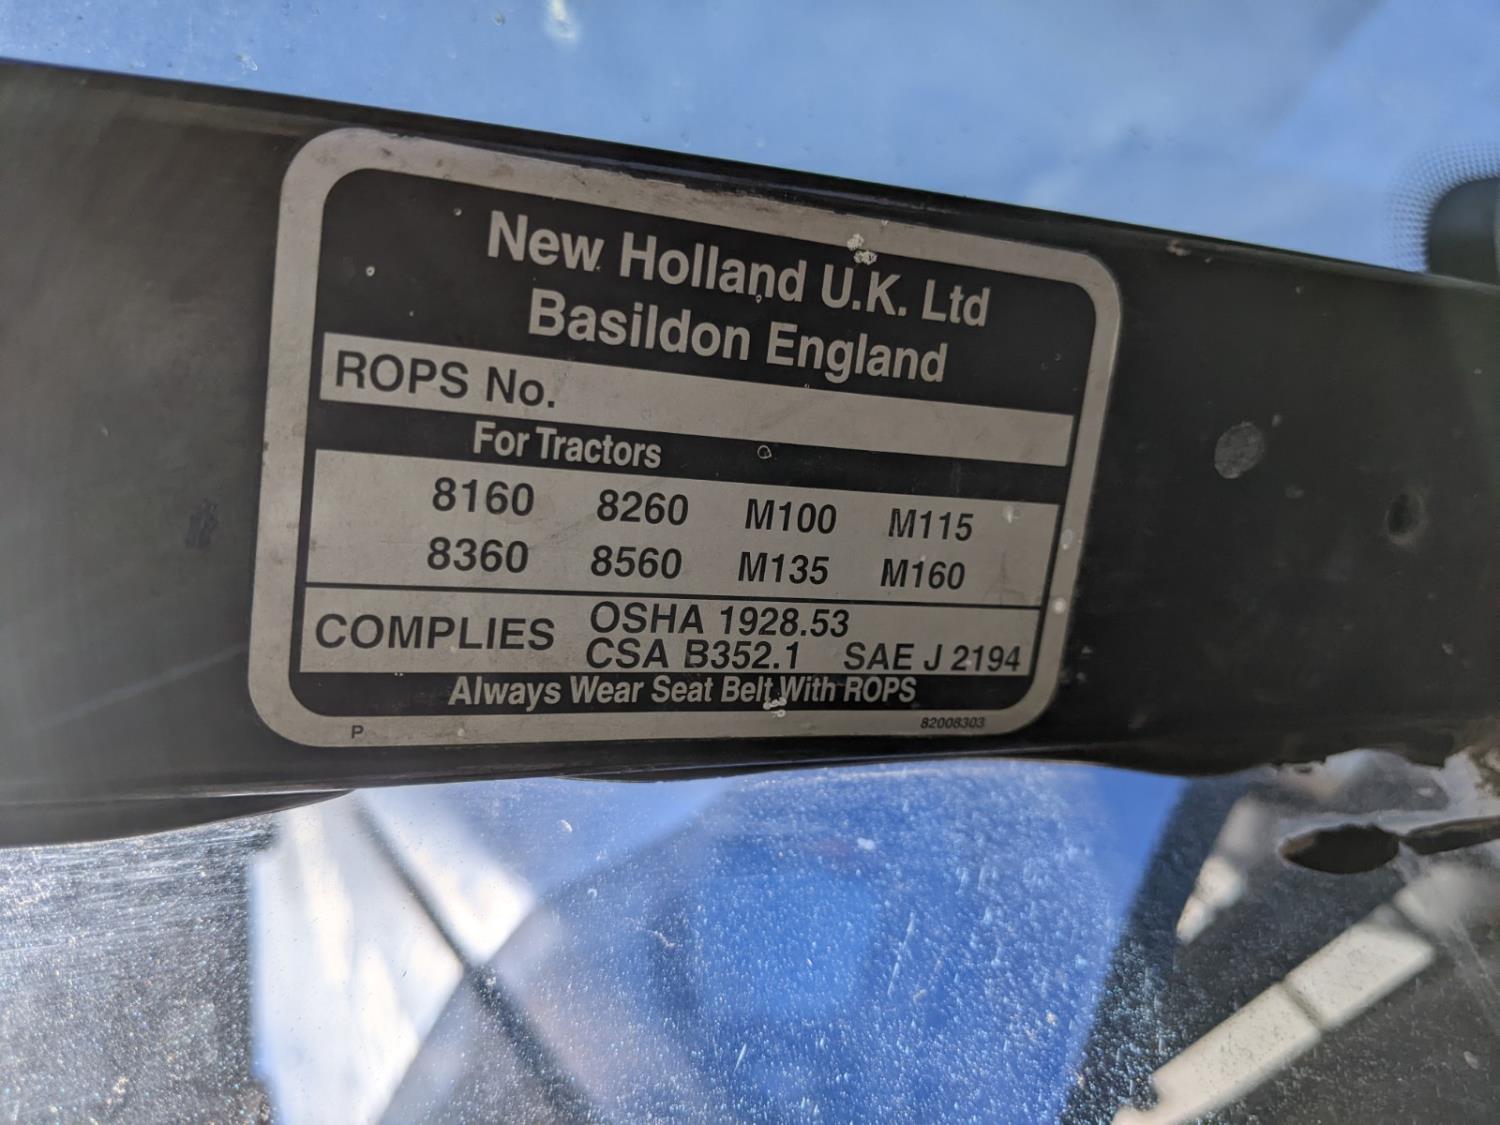 New Holland U.K. Ltd
Basildon England
ROPS No.
For Tractors
8160 8260 M100 M115
8360 8560 M135 M160
COMPLIES OSHA 1928.53
CSA B352.1 SAE J 2194
Always Wear Seat Belt With ROPS
P 82008303